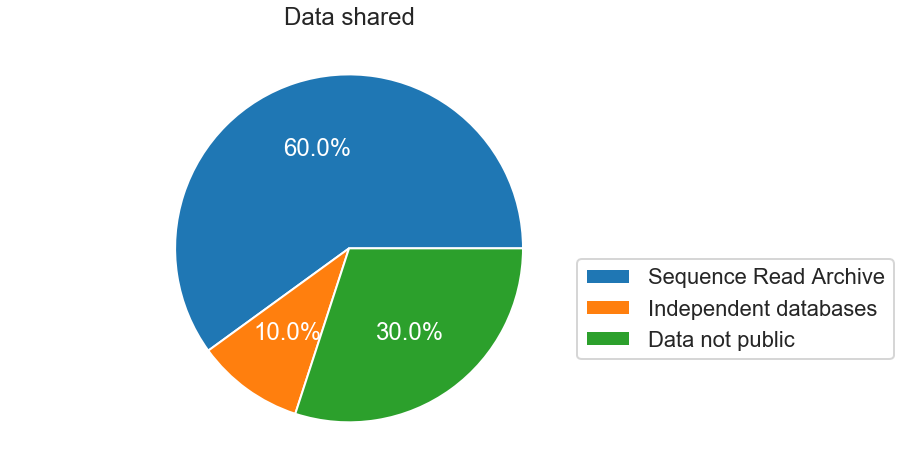 Data shared
60.0%
10.0%
30.0%
Sequence Read Archive
Independent databases
Data not public